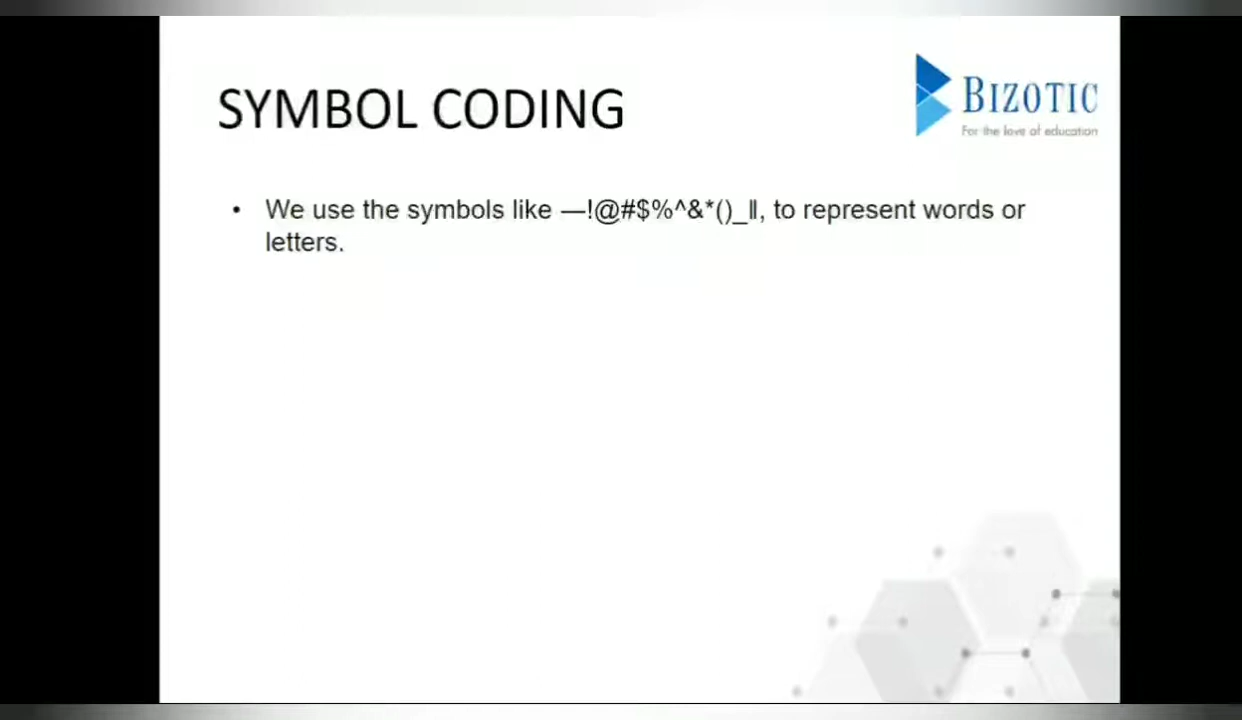 BIZOTIC
For the love of education
SYMBOL CODING
• We use the symbols like —!@#$%^&*()_‖, to represent words or
letters.